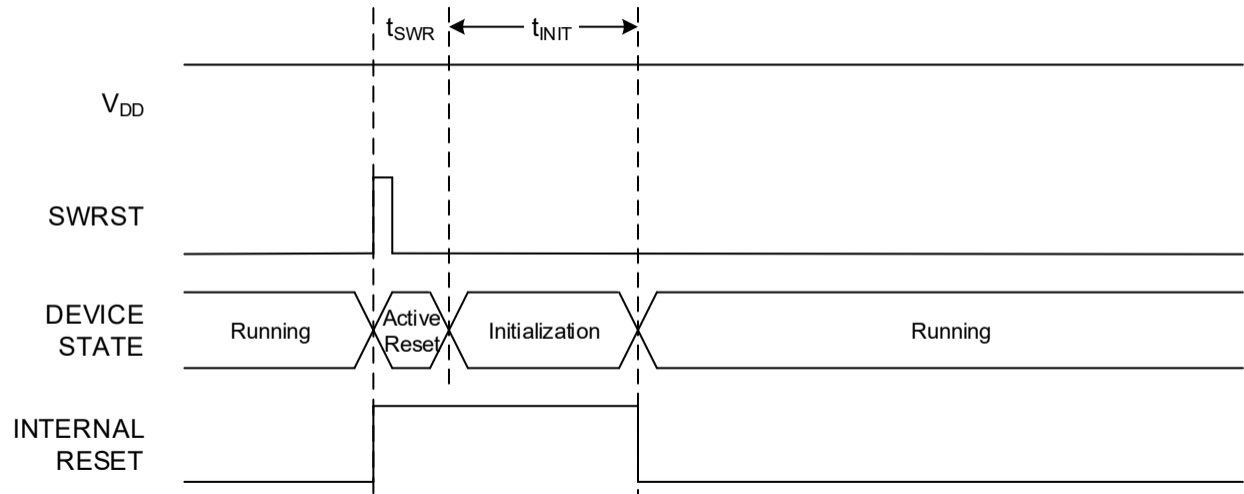 tSWR
tINIT
VDD
SWRST
DEVICE
STATE
Running
Active
Reset
Initialization
Running
INTERNAL
RESET